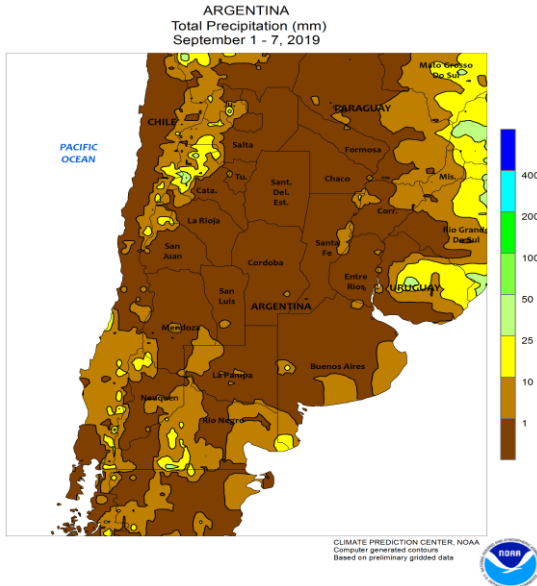 ARGENTINA
Total Precipitation (mm)
September 1 - 7, 2019
Mato Grosso
Do Sul
PARAGUAY
CHILE
PACIFIC
OCEAN
Salta
Formosa
Tu.
Chaco
Mis.
Cata.
Sant.
Del.
Est.
Corr.
La Rioja
Rio Grande
Do Sul
San
Juan
Santa
Fe
Cordoba
Entre
Rios
URUGUAY
San
Luis
ARGENTINA
Mendoza
La Pampa
Buenos Aires
Neuquen
Rio Negro
400
200
100
50
25
10
1
CLIMATE PREDICTION CENTER, NOAA
Computer generated contours
Based on preliminary gridded data
NOAA